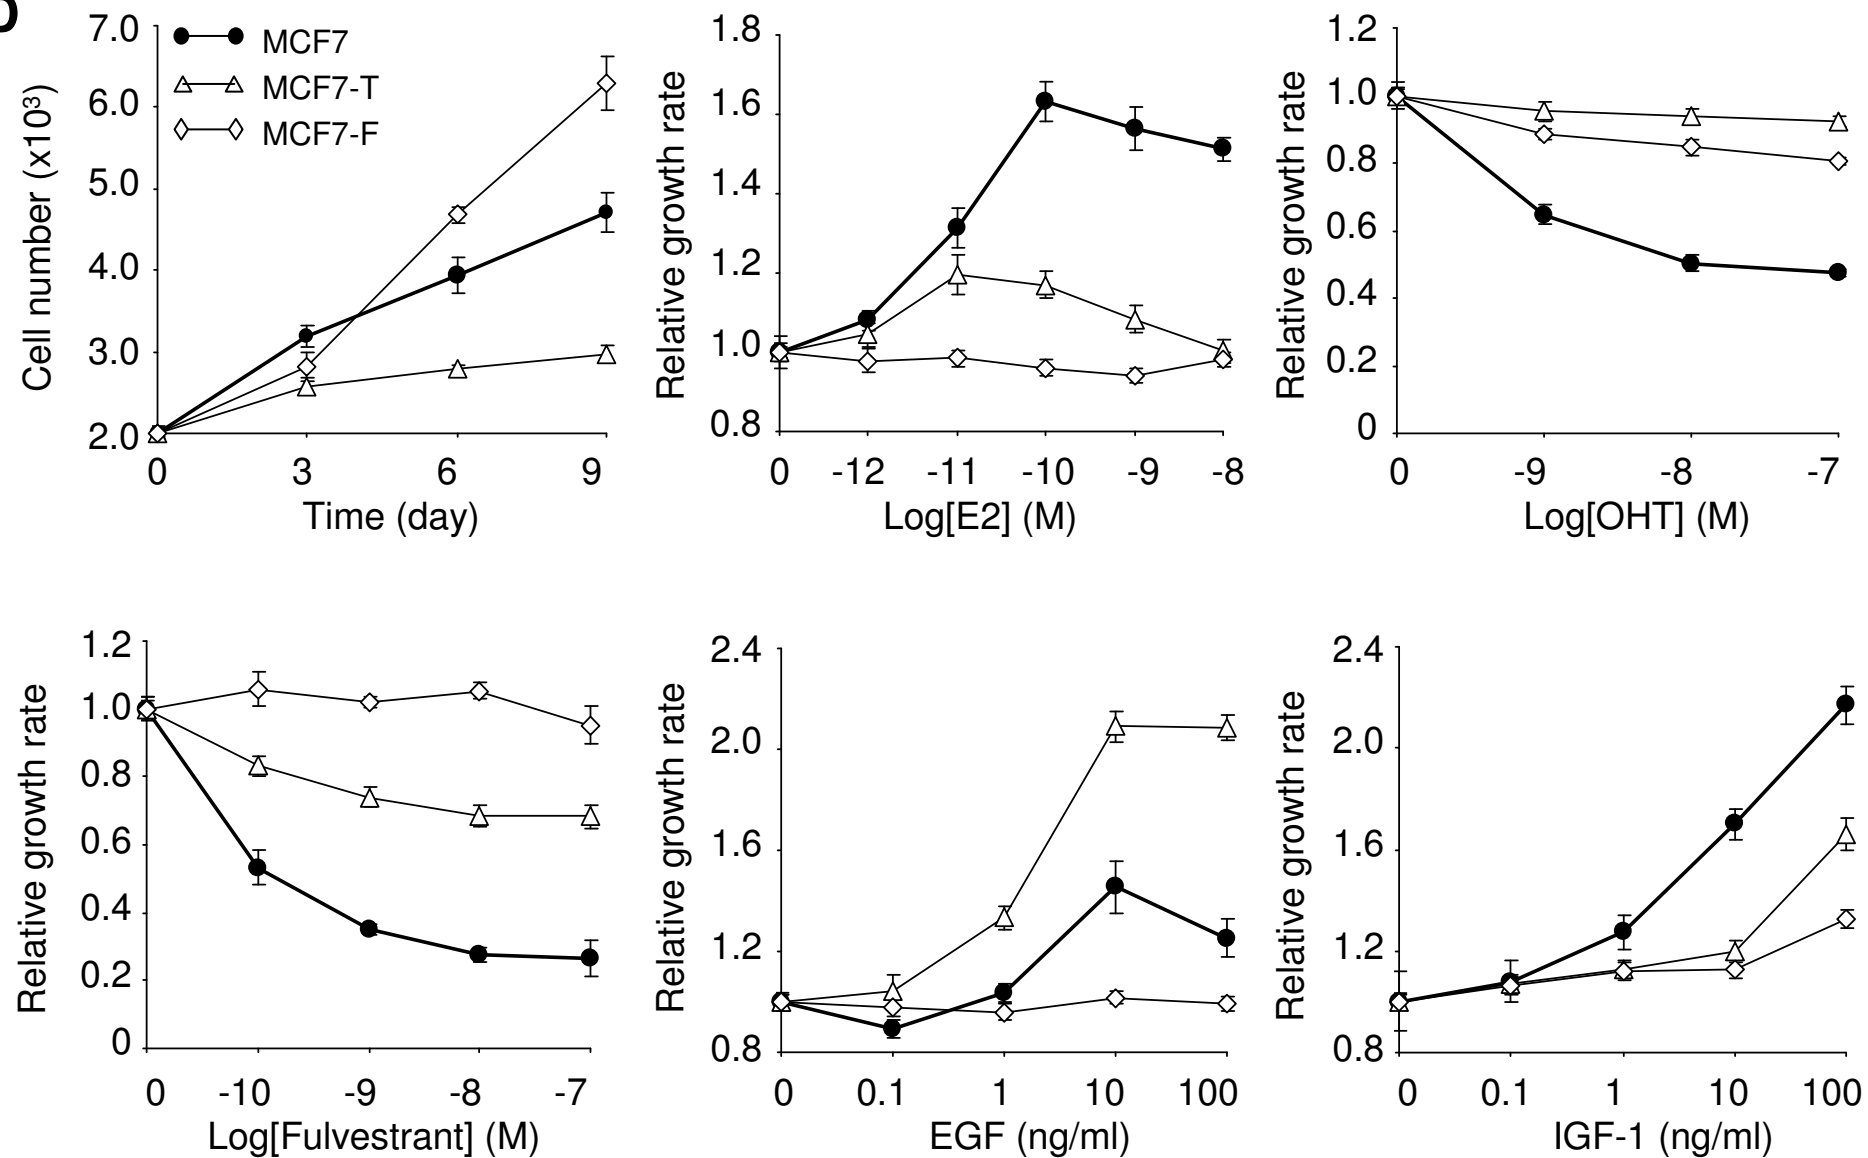 MCF7
MCF7-T
MCF7-F
Cell number (x10³)
7.0
6.0
5.0
4.0
3.0
2.0
0 3 6 9
Time (day)
Relative growth rate
1.8
1.6
1.4
1.2
1.0
0.8
0 -12 -11 -10 -9 -8
Log[E2] (M)
Relative growth rate
1.2
1.0
0.8
0.6
0.4
0.2
0
0 -9 -8 -7
Log[OHT] (M)
Relative growth rate
1.2
1.0
0.8
0.6
0.4
0.2
0
0 -10 -9 -8 -7
Log[Fulvestrant] (M)
Relative growth rate
2.4
2.0
1.6
1.2
0.8
0 0.1 1 10 100
EGF (ng/ml)
Relative growth rate
2.4
2.0
1.6
1.2
0.8
0 0.1 1 10 100
IGF-1 (ng/ml)